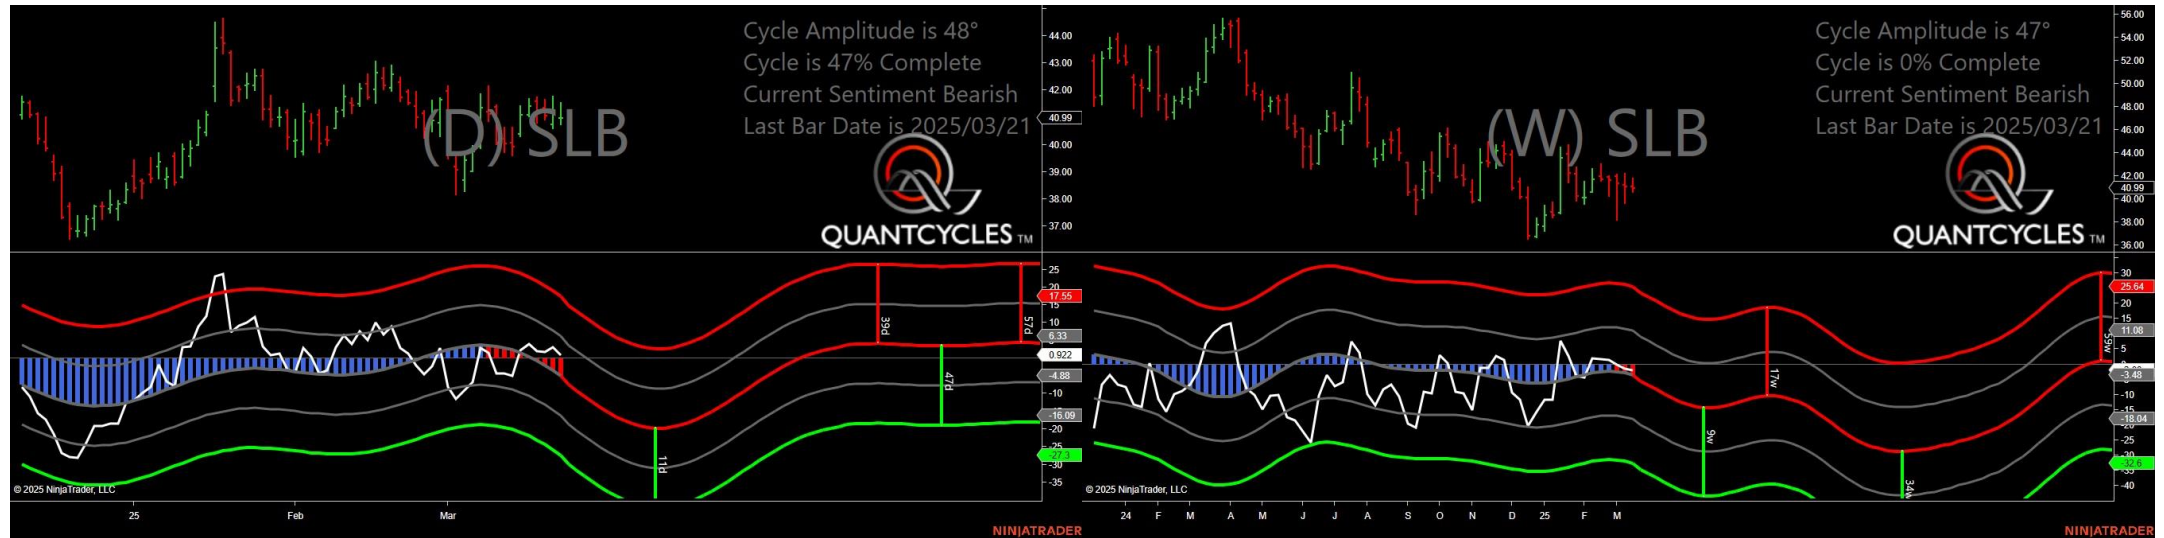 Cycle Amplitude is 48°
Cycle is 47% Complete
Current Sentiment Bearish
Last Bar Date is 2025/03/21
(D) SLB
QUANTCYCLES TM
44.00
43.00
42.00
40.99
40.00
39.00
38.00
37.00
25
20
17.55
10
6.33
0.922
-4.88
-10
-16.09
-20
-27.3
-30
-35
39d
57d
47d
11d
© 2025 NinjaTrader, LLC
25
Feb
Mar
NINJATRADER
Cycle Amplitude is 47°
Cycle is 0% Complete
Current Sentiment Bearish
Last Bar Date is 2025/03/21
(W) SLB
QUANTCYCLES TM
56.00
54.00
52.00
50.00
48.00
46.00
44.00
42.00
40.99
40.00
38.00
36.00
30
25.64
20
15
11.08
5
-3.48
-10
-15
-18.04
-25
-32.6
-40
59w
17w
9w
34w
© 2025 NinjaTrader, LLC
24
F
M
A
M
J
J
A
S
O
N
D
25
F
M
NINJATRADER